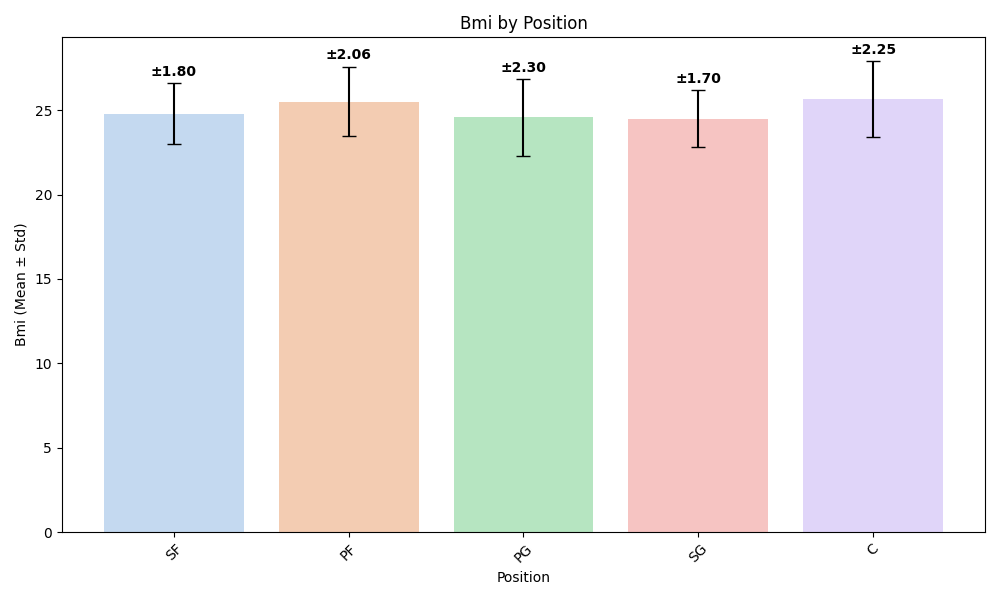 Bmi by Position
±1.80
±2.06
±2.30
±1.70
±2.25
Bmi (Mean ± Std)
25
20
15
10
5
0
SF
PF
PG
SG
C
Position